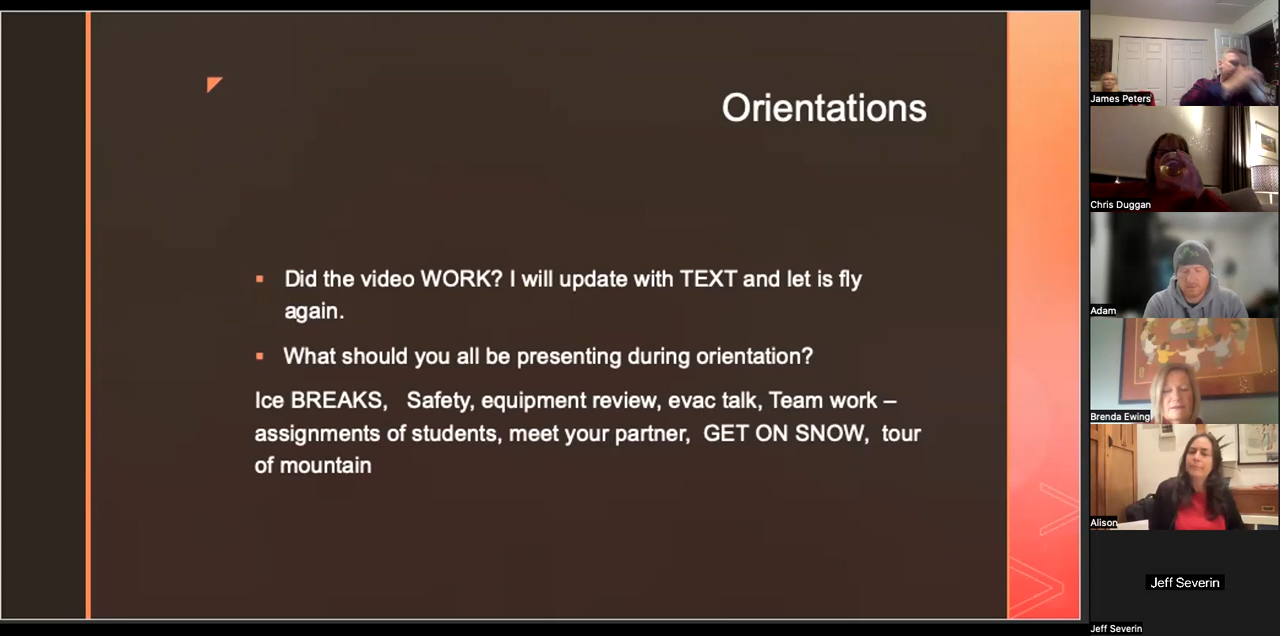 Orientations
Did the video WORK? I will update with TEXT and let is fly
again.
What should you all be presenting during orientation?
Ice BREAKS, Safety, equipment review, evac talk, Team work –
assignments of students, meet your partner, GET ON SNOW, tour
of mountain
James Peters
Chris Duggan
Adam
Brenda Ewing
Alison
Jeff Severin
Jeff Severin